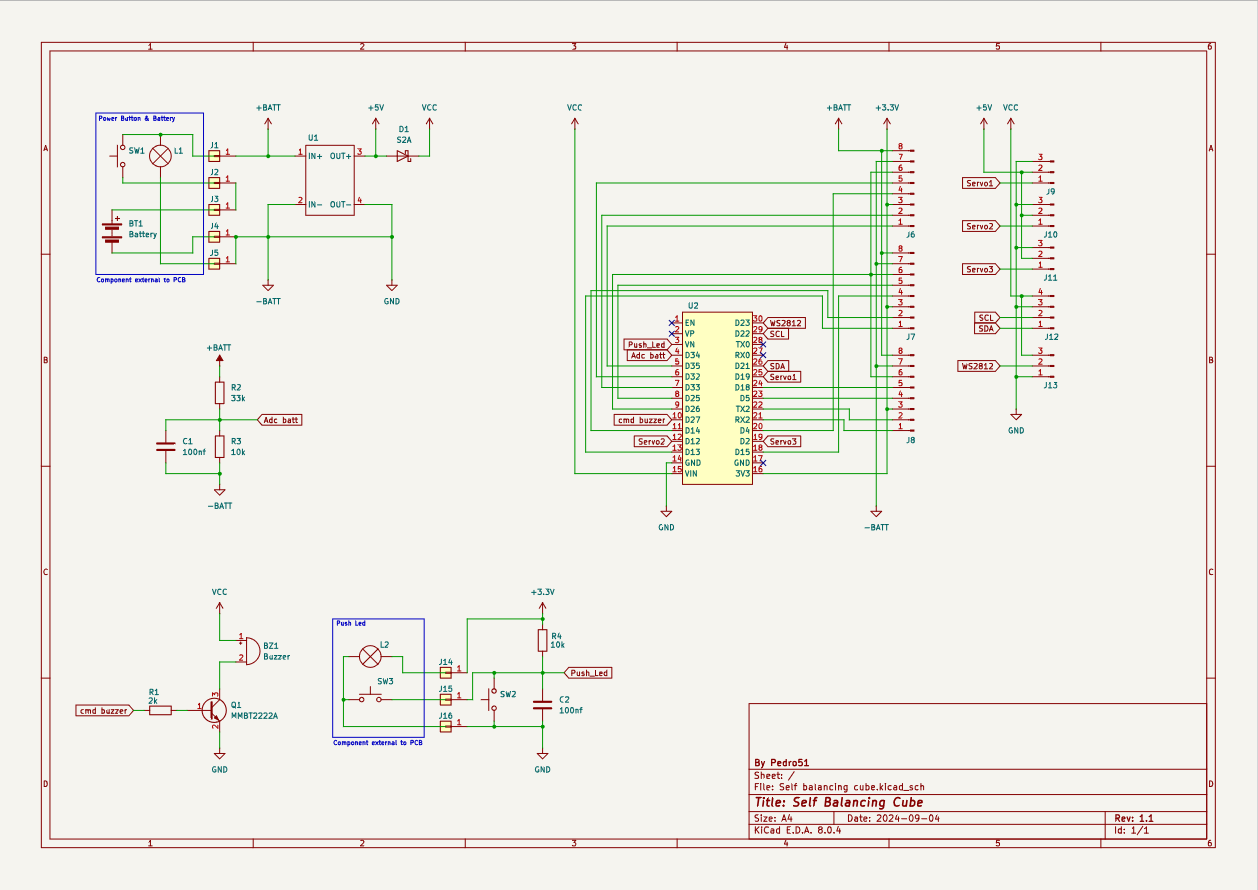 1 2 3 4 5 6
A A
B B
C C
D D
Power Button & Battery
SW1
L1
BT1
Battery
+
Component external to PCB
J1
1
J2
1
J3
1
J4
1
J5
1
+BATT
-BATT
U1
1 IN+ OUT+ 3
2 IN- OUT- 4
+5V
D1
S2A
VCC
GND
+BATT
R2
33k
Adc batt
C1
100nf
R3
10k
-BATT
VCC
BZ1
Buzzer
1
+
2
cmd buzzer
R1
2k
Q1
MMBT2222A
1
2
3
GND
Push Led
L2
SW3
Component external to PCB
J14
1
J15
1
J16
1
SW2
+3.3V
R4
10k
Push_Led
C2
100nf
GND
VCC
U2
1 EN D23 30 WS2812
2 VP D22 29 SCL
Push_Led 3 VN TX0 28
Adc batt 4 D34 RX0 27
5 D35 D21 26 SDA
6 D32 D19 25 Servo1
7 D33 D18 24
8 D25 D5 23
9 D26 TX2 22
cmd buzzer 10 D27 RX2 21
11 D14 D4 20
Servo2 12 D12 D2 19 Servo3
13 D13 D15 18
14 GND GND 17
15 VIN 3V3 16
GND
+BATT
+3.3V
8
7
6
5
4
3
2
1
J6
8
7
6
5
4
3
2
1
J7
8
7
6
5
4
3
2
1
J8
-BATT
+5V
VCC
3
2
Servo1 1
J9
3
2
Servo2 1
J10
3
2
Servo3 1
J11
4
3
SCL 2
SDA 1
J12
3
WS2812 2
1
J13
GND
By Pedro51
Sheet: /
File: Self balancing cube.kicad_sch
Title: Self Balancing Cube
Size: A4 Date: 2024-09-04 Rev: 1.1
KiCad E.D.A. 8.0.4 Id: 1/1
1 2 3 4 5 6